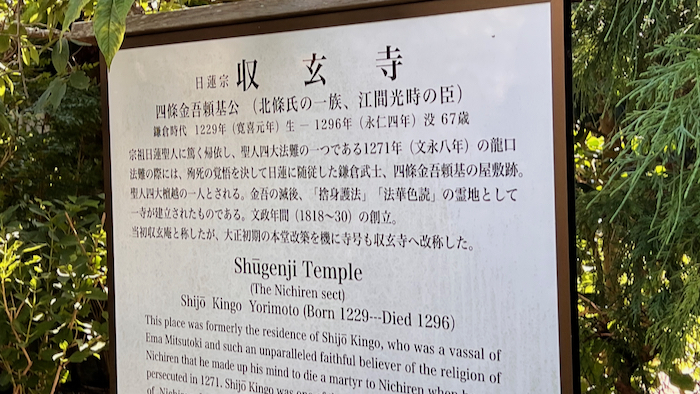 日蓮宗 収玄寺
四條金吾頼基公（北條氏の一族、江間光時の臣）
鎌倉時代 1229年（寛喜元年）生 － 1296年（永仁四年）没 67歳
宗祖日蓮聖人に篤く帰依し、聖人四大法難の一つである1271年（文永八年）の龍口
法難の際には、殉死の覚悟を決して日蓮に随従した鎌倉武士、四條金吾頼基の屋敷跡。
聖人四大檀越の一人とされる。金吾の滅後、「捨身護法」「法華色読」の霊地として
一寺が建立されたものである。文政年間（1818～30）の創立。
当初収玄庵と称したが、大正初期の本堂改築を機に寺号も収玄寺へ改称した。
Shūgenji Temple
(The Nichiren sect)
Shijō Kingo Yorimoto (Born 1229---Died 1296)
This place was formerly the residence of Shijō Kingo, who was a vassal of
Ema Mitsutoki and such an unparalleled faithful believer of the religion of
Nichiren that he made up his mind to die a martyr to Nichiren when
persecuted in 1271. Shijō Kingo was one of